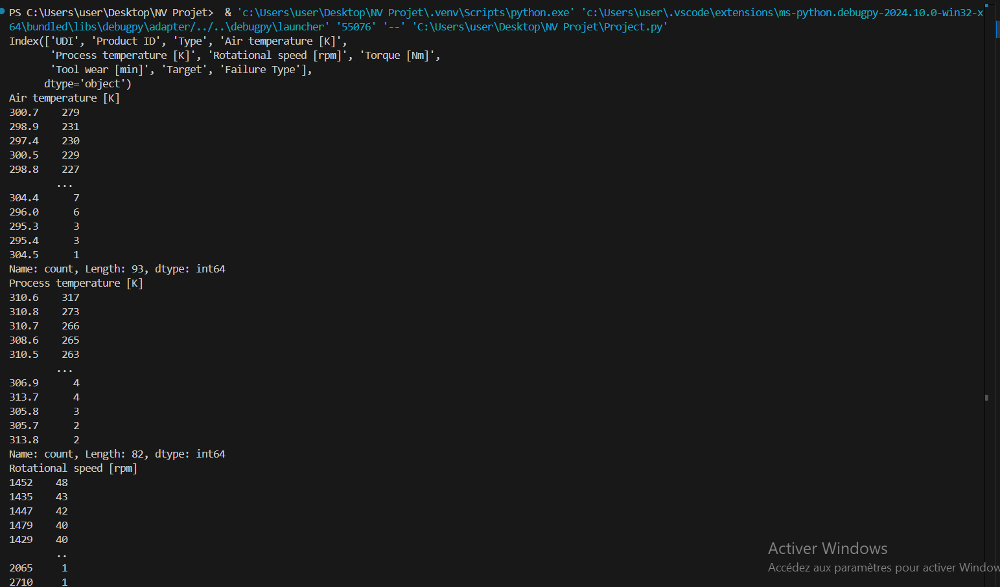 PS C:\Users\user\Desktop\NV Projet>  & 'c:\Users\user\Desktop\NV Projet\.venv\Scripts\python.exe' 'c:\Users\user\.vscode\extensions\ms-python.debugpy-2024.10.0-win32-x
64\bundled\libs\debugpy\adapter/../..\debugpy\launcher' '55076' '--' 'C:\Users\user\Desktop\NV Projet\Project.py'
Index(['UDI', 'Product ID', 'Type', 'Air temperature [K]',
       'Process temperature [K]', 'Rotational speed [rpm]', 'Torque [Nm]',
       'Tool wear [min]', 'Target', 'Failure Type'],
      dtype='object')
Air temperature [K]
300.7    279
298.9    231
297.4    230
300.5    229
298.8    227
        ...
304.4      7
296.0      6
295.3      3
295.4      3
304.5      1
Name: count, Length: 93, dtype: int64
Process temperature [K]
310.6    317
310.8    273
310.7    266
308.6    265
310.5    263
        ...
306.9      4
313.7      4
305.8      3
305.7      2
313.8      2
Name: count, Length: 82, dtype: int64
Rotational speed [rpm]
1452    48
1435    43
1447    42
1479    40
1429    40
        ..
2065     1
2710     1
Activer Windows
Accédez aux paramètres pour activer Window